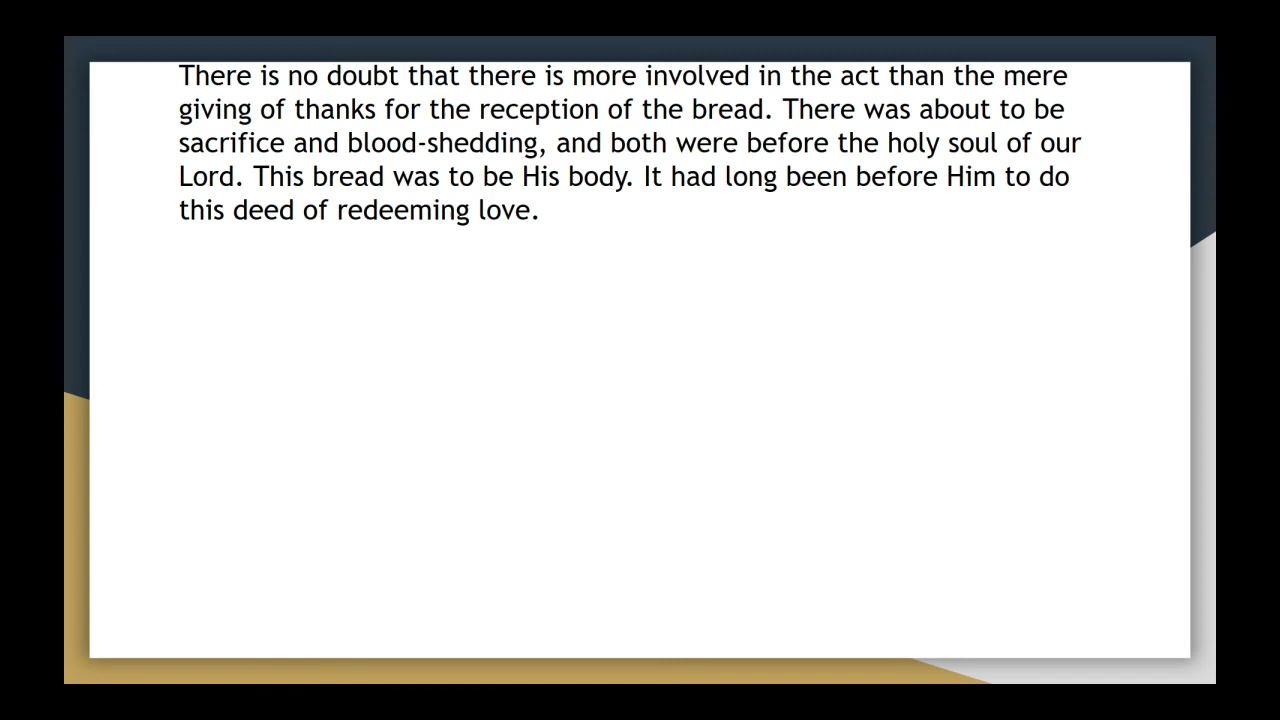 There is no doubt that there is more involved in the act than the mere
giving of thanks for the reception of the bread. There was about to be
sacrifice and blood-shedding, and both were before the holy soul of our
Lord. This bread was to be His body. It had long been before Him to do
this deed of redeeming love.